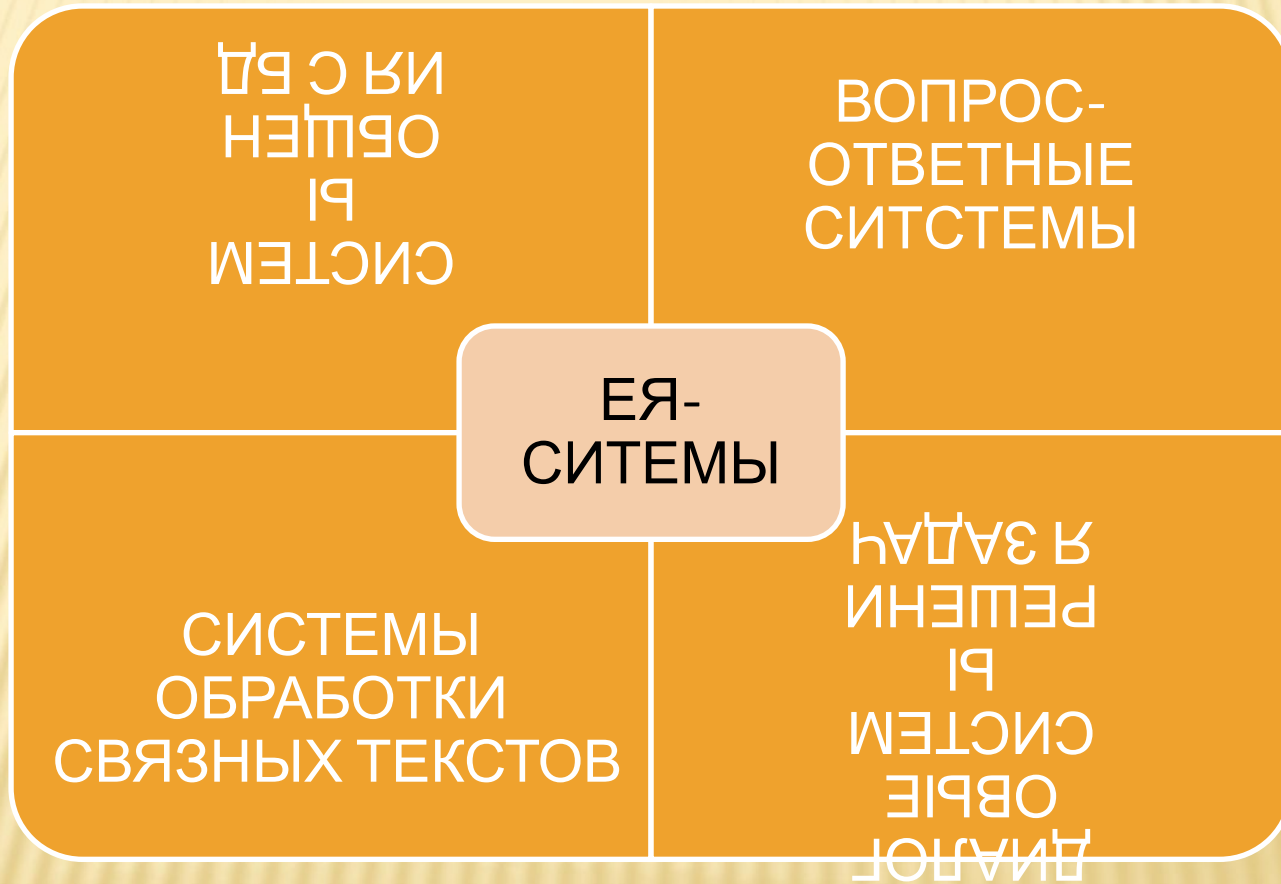 СИСТЕМ
Ы
ОБЩЕН
ИЯ С БД
ВОПРОС-
ОТВЕТНЫЕ
СИТСТЕМЫ
ЕЯ-
СИТЕМЫ
СИСТЕМЫ
ОБРАБОТКИ
СВЯЗНЫХ ТЕКСТОВ
ДИАЛОГ
ОВЫЕ
СИСТЕМ
Ы
РЕШЕНИ
Я ЗАДАЧ